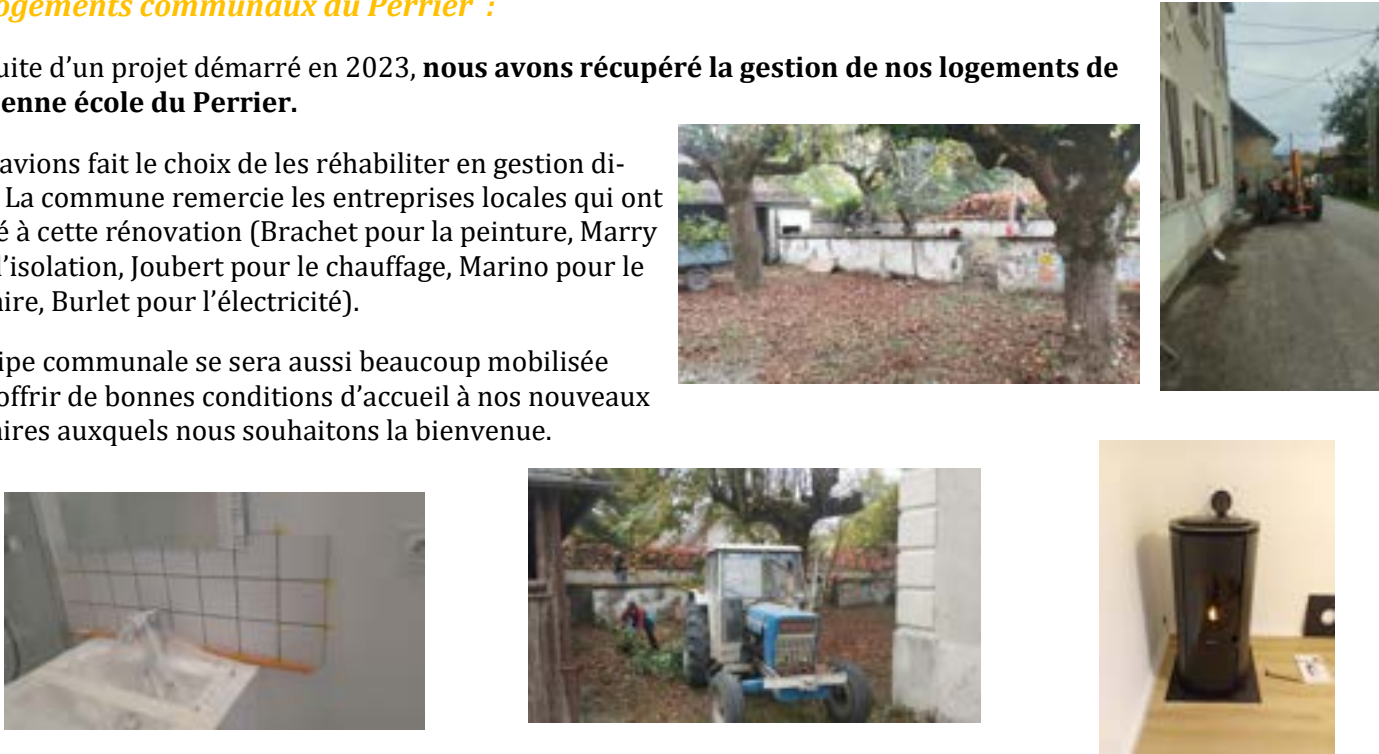 ogements communaux du Perrier :
uite d'un projet démarré en 2023, nous avons récupéré la gestion de nos logements de
enne école du Perrier.
avions fait le choix de les réhabiliter en gestion di-
La commune remercie les entreprises locales qui ont
é à cette rénovation (Brachet pour la peinture, Marry
l'isolation, Joubert pour le chauffage, Marino pour le
ire, Burlet pour l'électricité).
ipe communale se sera aussi beaucoup mobilisée
offrir de bonnes conditions d'accueil à nos nouveaux
ires auxquels nous souhaitons la bienvenue.